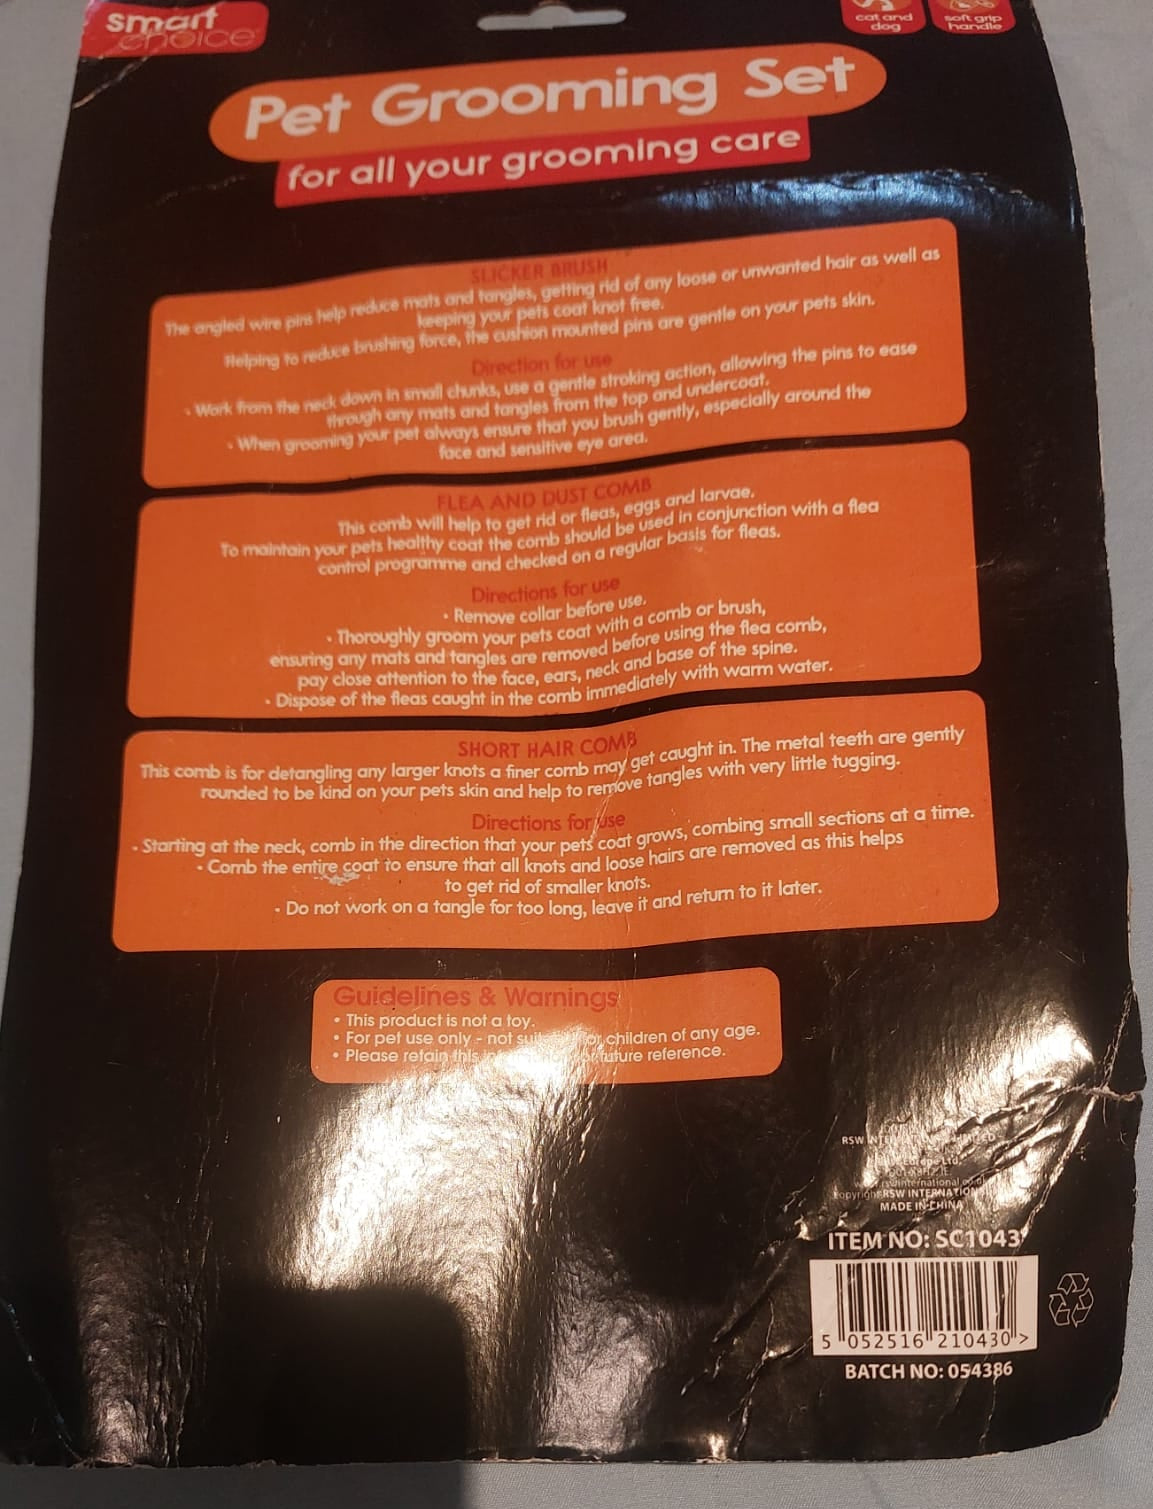 smart
choice
cat and
dog
soft grip
handle
Pet Grooming Set
for all your grooming care
SLICKER BRUSH
The angled wire pins help reduce mats and tangles, getting rid of any loose or unwanted hair as well as
keeping your pets coat knot free.
Helping to reduce brushing force, the cushion mounted pins are gentle on your pets skin.
Direction for use
• Work from the neck down in small chunks, use a gentle stroking action, allowing the pins to ease
through any mats and tangles from the top and undercoat.
• When grooming your pet always ensure that you brush gently, especially around the
face and sensitive eye area.
FLEA AND DUST COMB
This comb will help to get rid or fleas, eggs and larvae.
To maintain your pets healthy coat the comb should be used in conjunction with a flea
control programme and checked on a regular basis for fleas.
Directions for use
• Remove collar before use.
• Thoroughly groom your pets coat with a comb or brush,
ensuring any mats and tangles are removed before using the flea comb,
pay close attention to the face, ears, neck and base of the spine.
• Dispose of the fleas caught in the comb immediately with warm water.
SHORT HAIR COMB
This comb is for detangling any larger knots a finer comb may get caught in. The metal teeth are gently
rounded to be kind on your pets skin and help to remove tangles with very little tugging.
Directions for use
• Starting at the neck, comb in the direction that your pets coat grows, combing small sections at a time.
• Comb the entire coat to ensure that all knots and loose hairs are removed as this helps
to get rid of smaller knots.
• Do not work on a tangle for too long, leave it and return to it later.
Guidelines & Warnings
• This product is not a toy.
• For pet use only - not children of any age.
• Please retain this future reference.
RSW
RSW INTERNATIONAL
MADE IN CHINA
ITEM NO: SC1043
5 052516 210430 >
BATCH NO: 054386